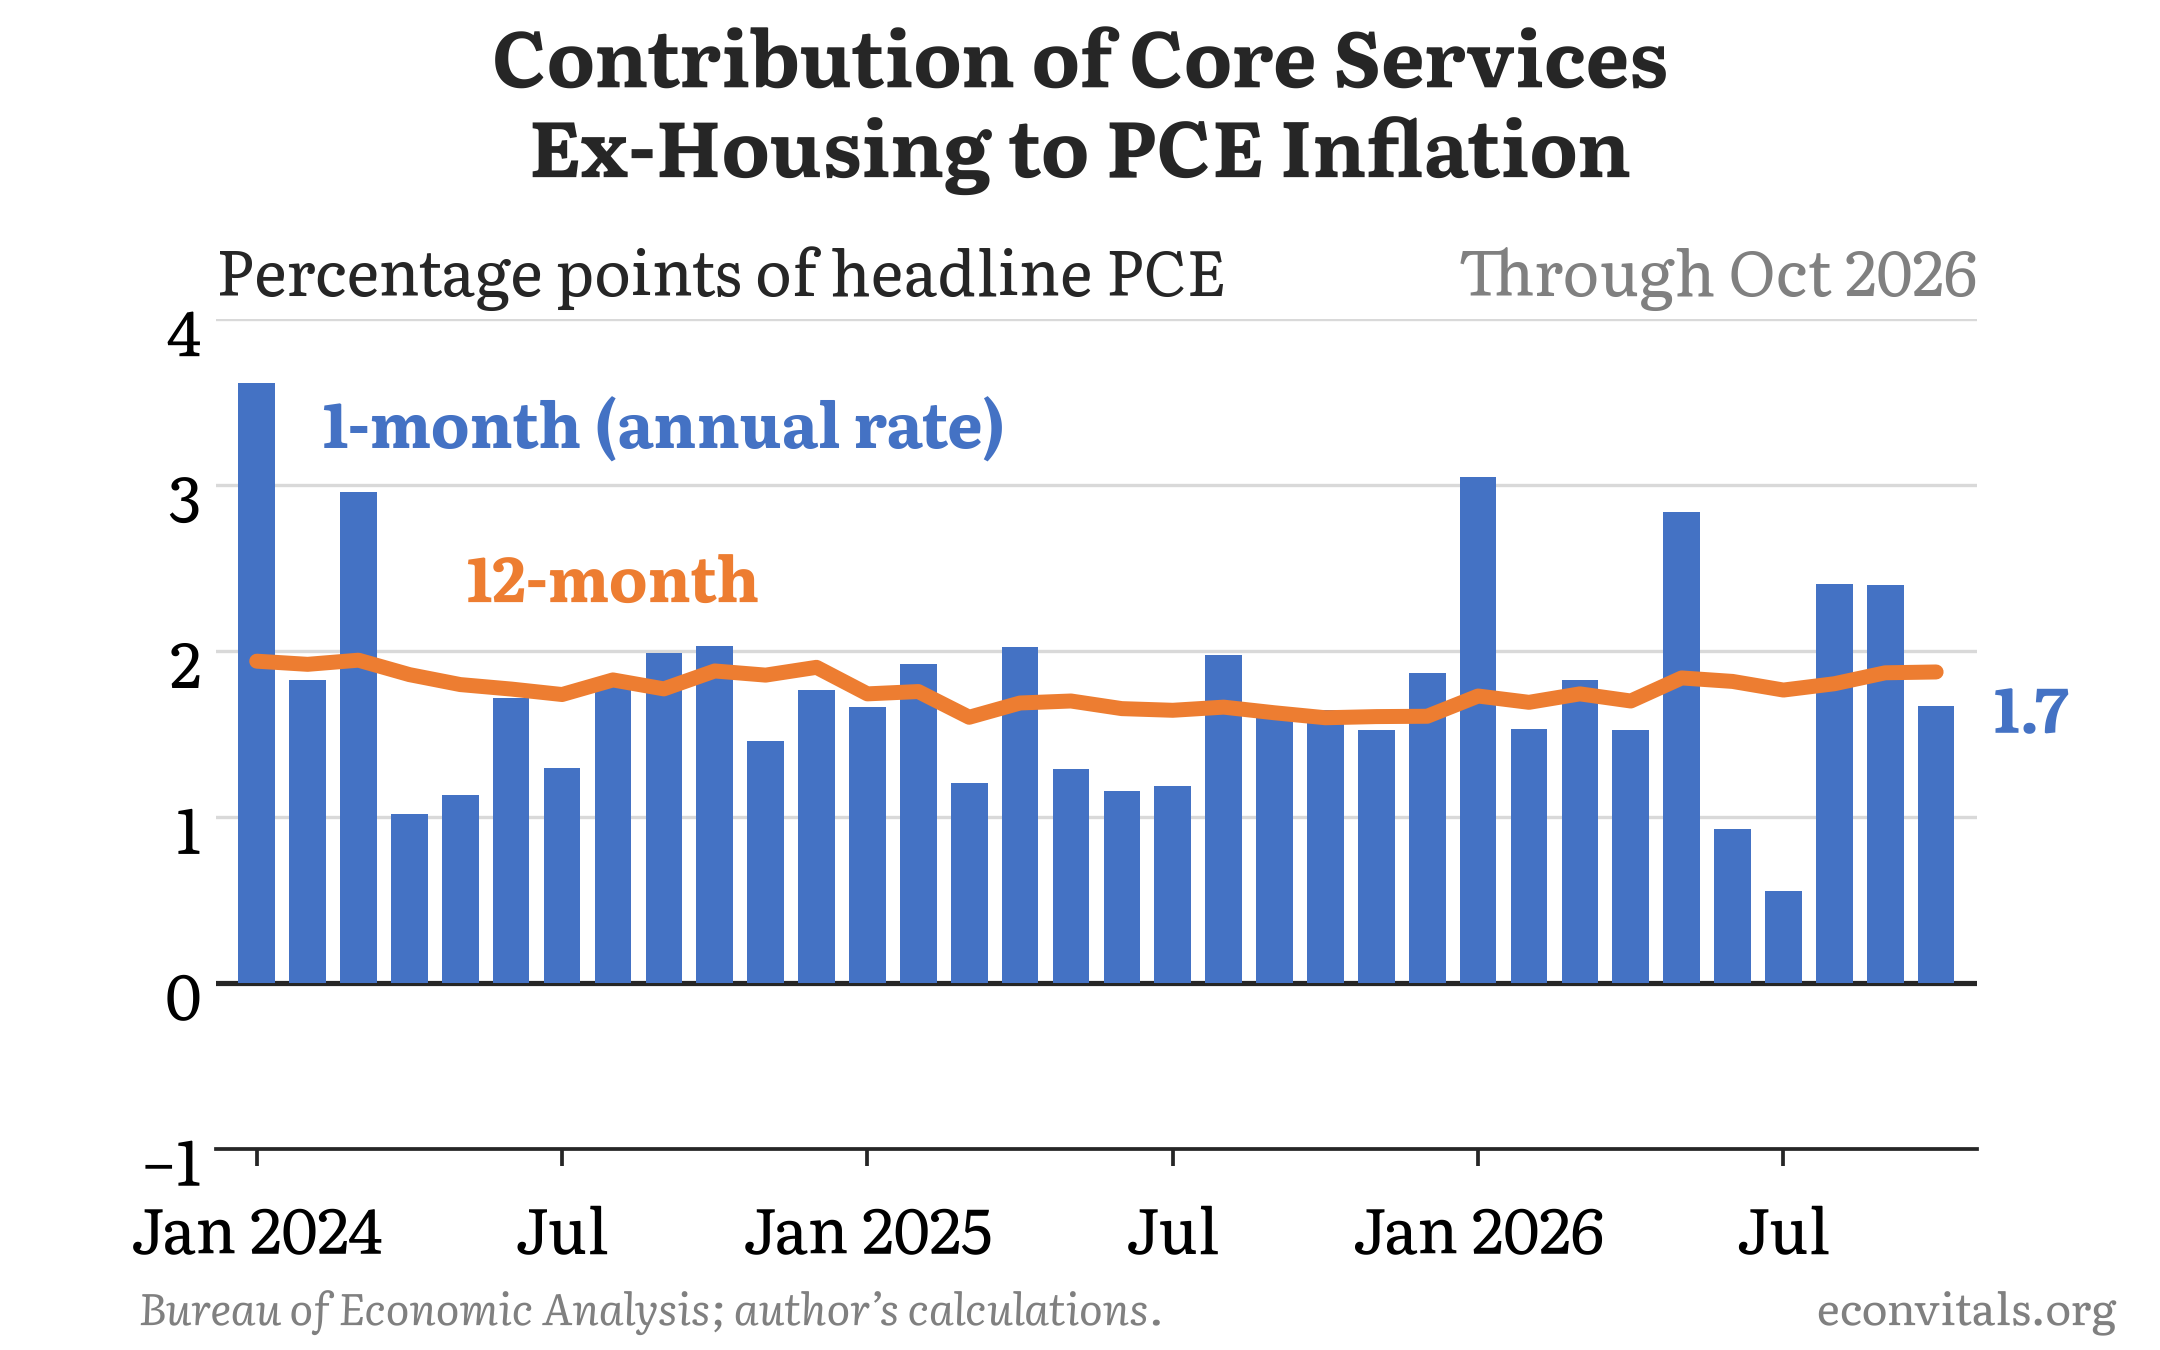 Contribution of Core Services
Ex-Housing to PCE Inflation
Percentage points of headline PCE
Through Oct 2026
4
1-month (annual rate)
3
12-month
2
1.7
1
0
−1
Jan 2024
Jul
Jan 2025
Jul
Jan 2026
Jul
Bureau of Economic Analysis; author’s calculations.
econvitals.org